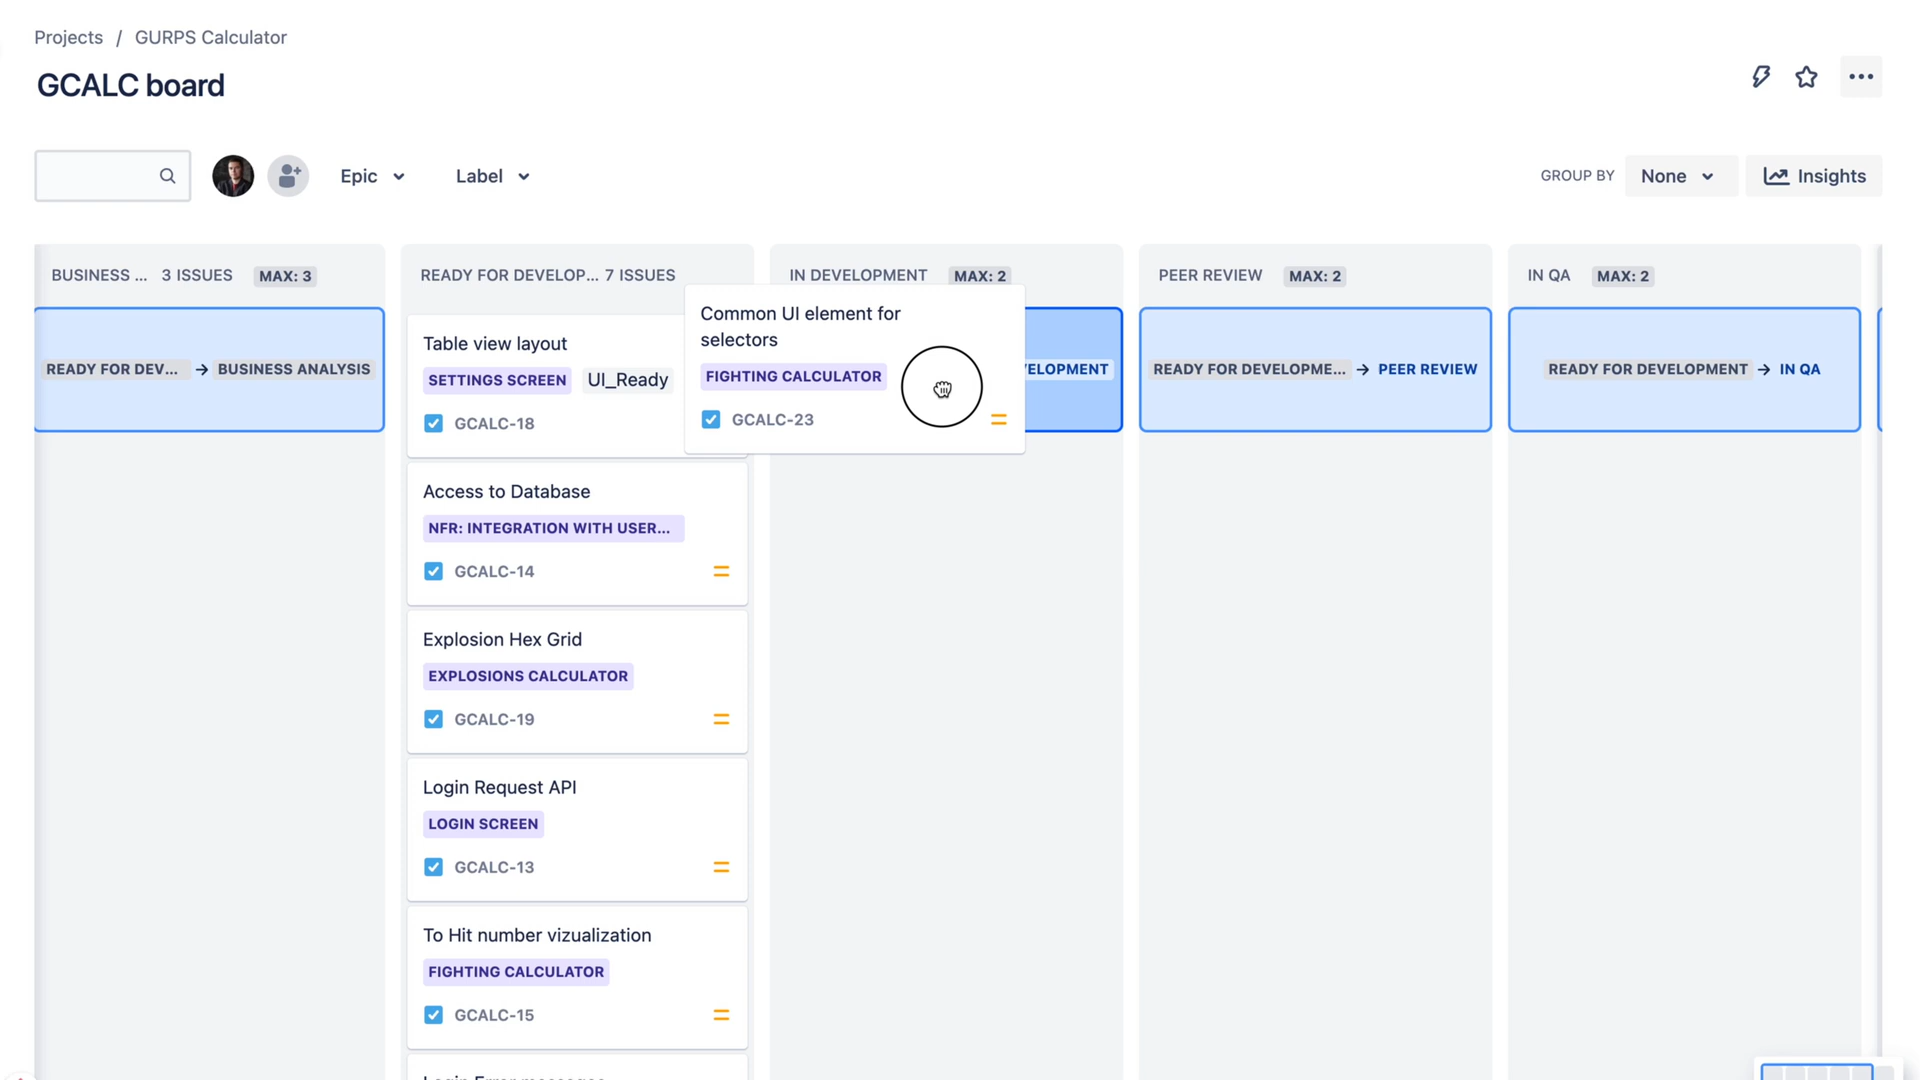 Projects / GURPS Calculator
GCALC board
Epic
Label
GROUP BY
None
Insights
BUSINESS ... 3 ISSUES MAX: 3
READY FOR DEV... → BUSINESS ANALYSIS
READY FOR DEVELOP... 7 ISSUES
Table view layout
SETTINGS SCREEN UI_Ready
GCALC-18
Access to Database
NFR: INTEGRATION WITH USER...
GCALC-14
Explosion Hex Grid
EXPLOSIONS CALCULATOR
GCALC-19
Login Request API
LOGIN SCREEN
GCALC-13
To Hit number vizualization
FIGHTING CALCULATOR
GCALC-15
IN DEVELOPMENT MAX: 2
Common UI element for
selectors
FIGHTING CALCULATOR
GCALC-23
ELOPMENT
PEER REVIEW MAX: 2
READY FOR DEVELOPME... → PEER REVIEW
IN QA MAX: 2
READY FOR DEVELOPMENT → IN QA